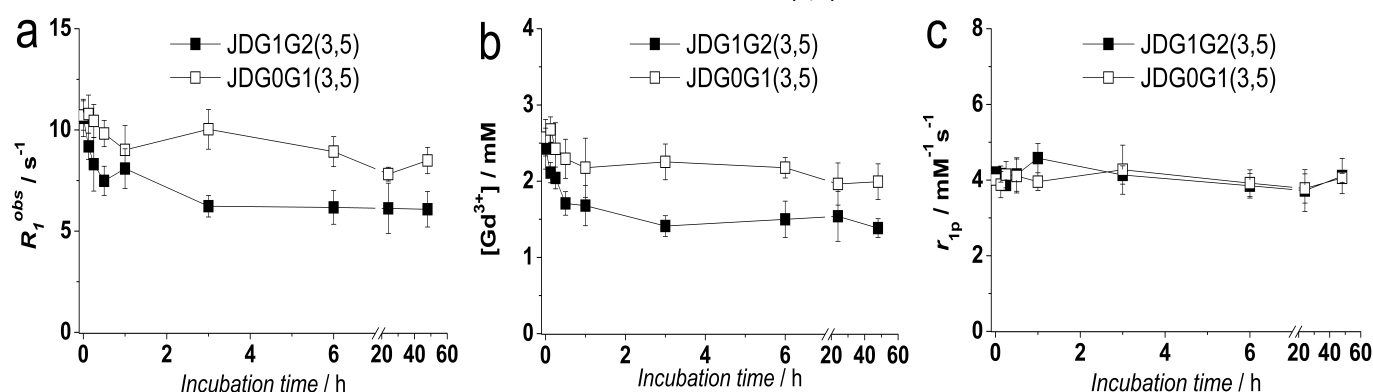 a
15
10
5
0
R₁ᵒᵇˢ / s⁻¹
JDG1G2(3,5)
JDG0G1(3,5)
0 2 4 6 20 40 60
Incubation time / h
b
4
3
2
1
0
[Gd³⁺] / mM
JDG1G2(3,5)
JDG0G1(3,5)
0 2 4 6 20 40 60
Incubation time / h
c
8
6
4
2
0
r₁ₚ / mM⁻¹ s⁻¹
JDG1G2(3,5)
JDG0G1(3,5)
0 2 4 6 20 40 60
Incubation time / h